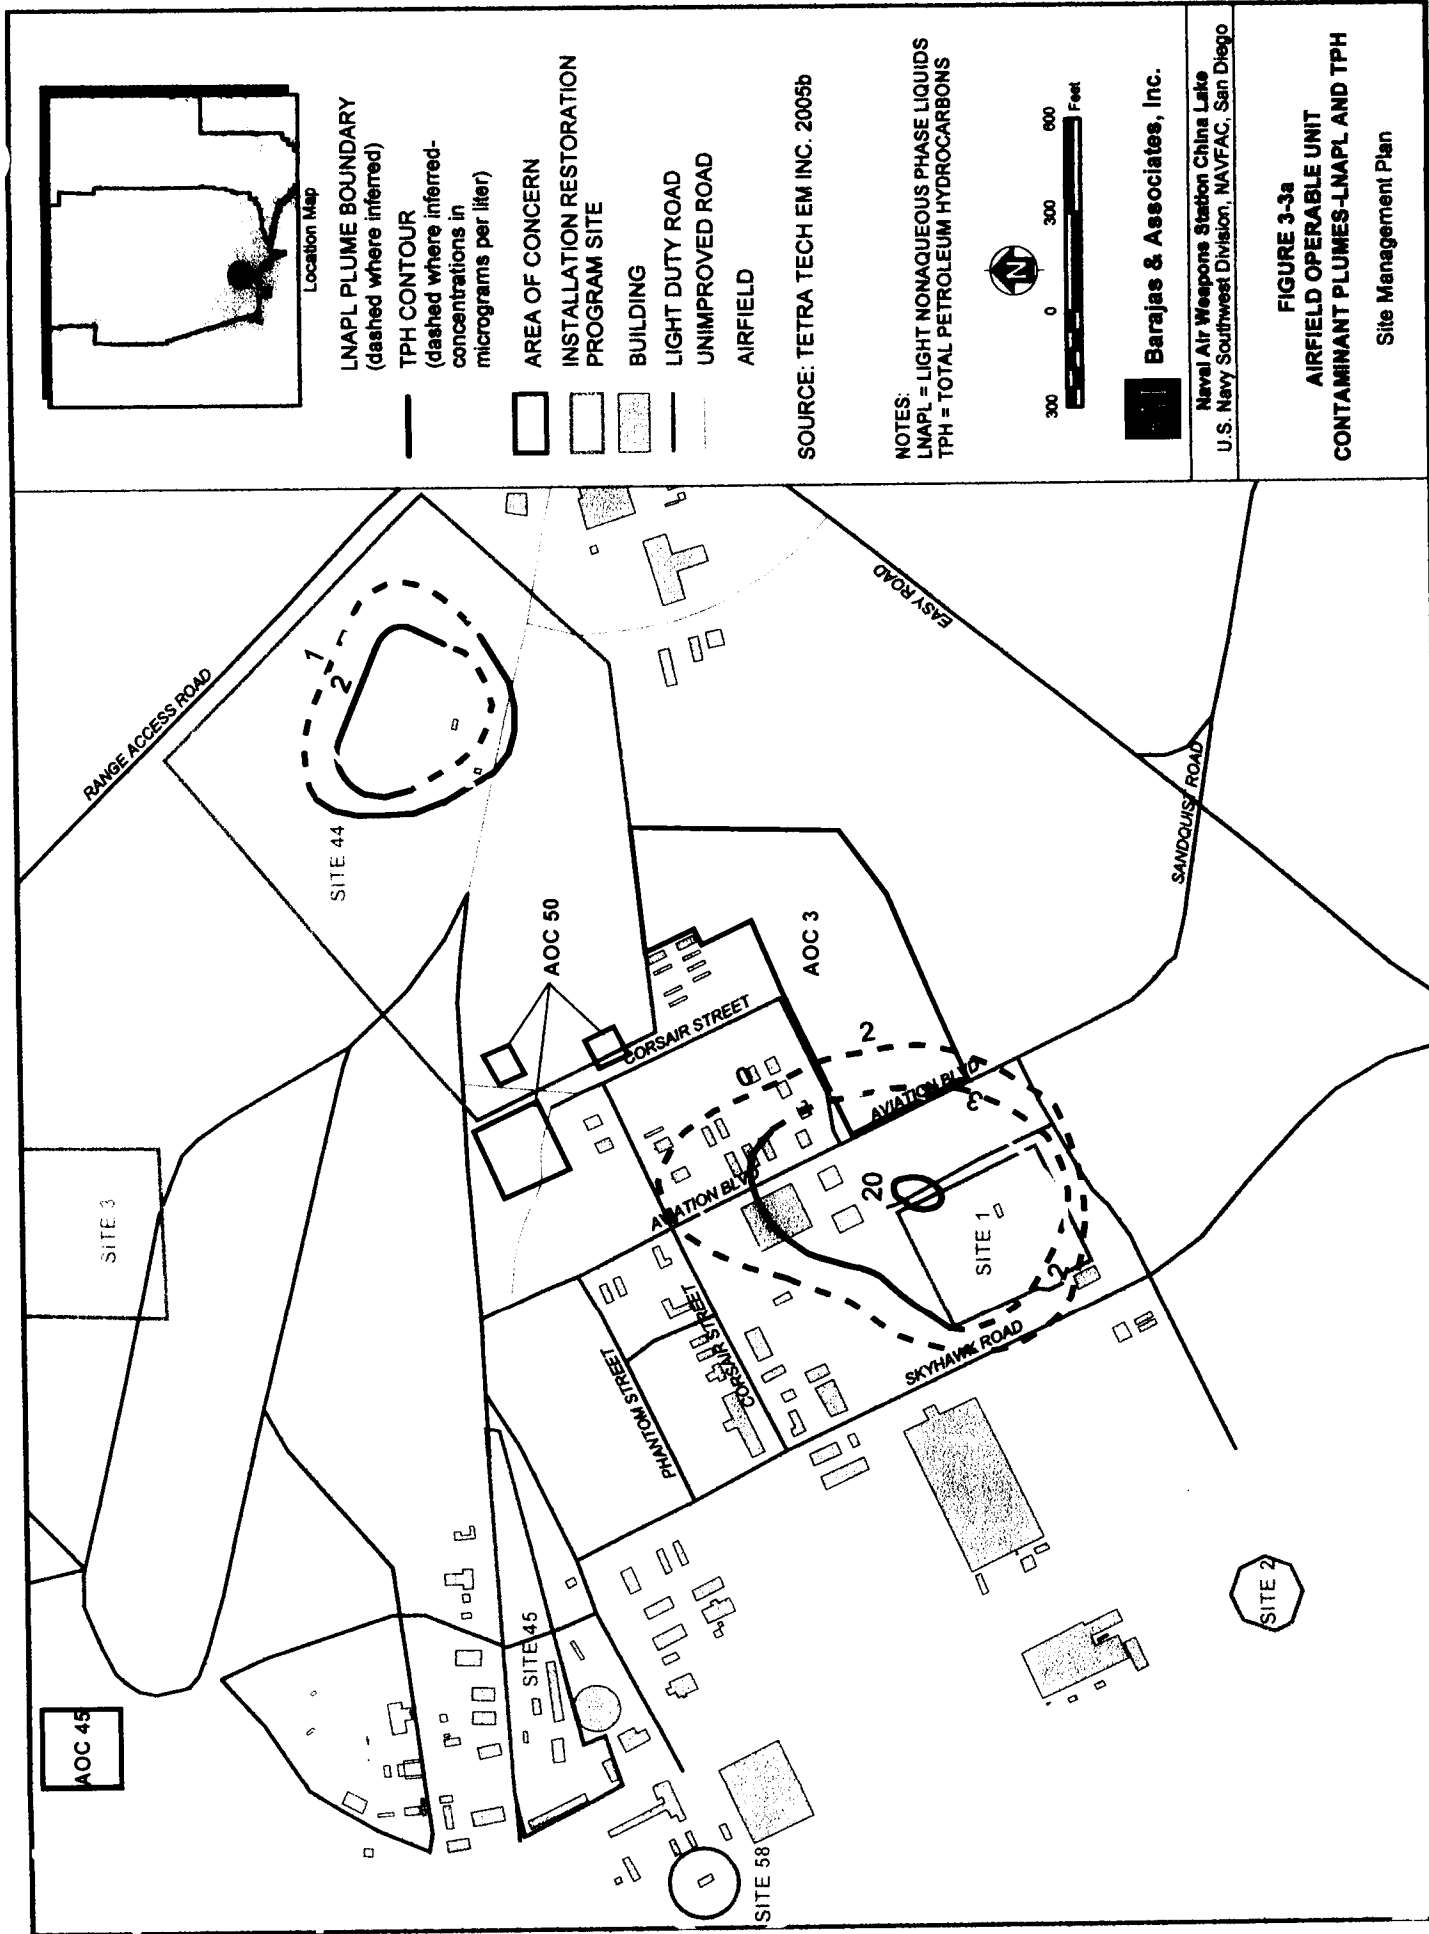 RANGE ACCESS ROAD
SITE 44
1
2
SITE 3
AOC 50
CORSAIR STREET
AOC 3
EASY ROAD
SANDQUIST ROAD
0
2
AVIATION BLVD
3
20
AVIATION BLVD
SITE 1
2
SKYHAWK ROAD
CORSAIR STREET
PHANTOM STREET
AOC 45
SITE 45
SITE 58
SITE 2
Location Map
LNAPL PLUME BOUNDARY
(dashed where inferred)
TPH CONTOUR
(dashed where inferred-
concentrations in
micrograms per liter)
AREA OF CONCERN
INSTALLATION RESTORATION
PROGRAM SITE
BUILDING
LIGHT DUTY ROAD
UNIMPROVED ROAD
AIRFIELD
SOURCE: TETRA TECH EM INC. 2005b
NOTES:
LNAPL = LIGHT NONAQUEOUS PHASE LIQUIDS
TPH = TOTAL PETROLEUM HYDROCARBONS
N
300 0 300 600
Feet
Barajas & Associates, Inc.
Naval Air Weapons Station China Lake
U.S. Navy Southwest Division, NAVFAC, San Diego
FIGURE 3-3a
AIRFIELD OPERABLE UNIT
CONTAMINANT PLUMES-LNAPL AND TPH
Site Management Plan